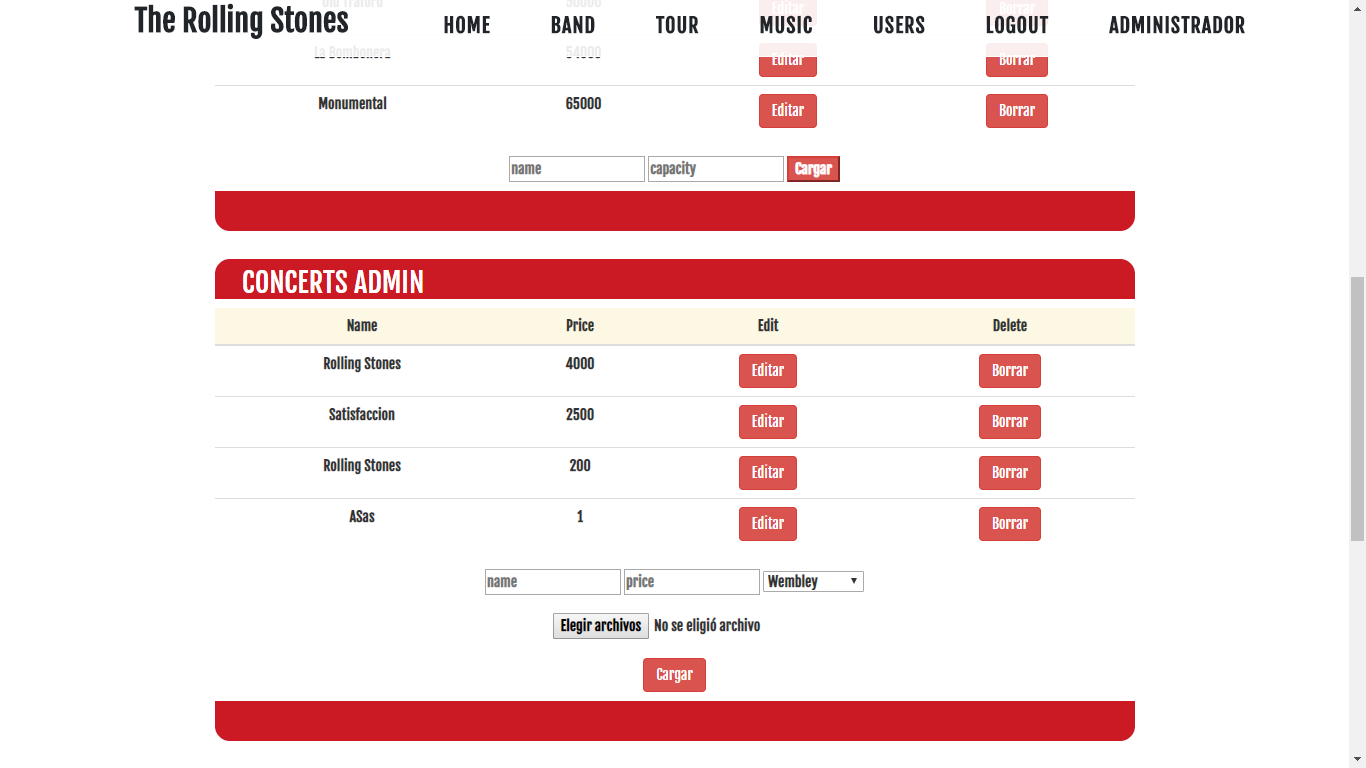 The Rolling Stones HOME BAND TOUR MUSIC USERS LOGOUT ADMINISTRADOR
Old Traford 50000 Editar Borrar
La Bombonera 54000 Editar Borrar
Monumental 65000 Editar Borrar
name capacity Cargar
CONCERTS ADMIN
Name Price Edit Delete
Rolling Stones 4000 Editar Borrar
Satisfaccion 2500 Editar Borrar
Rolling Stones 200 Editar Borrar
ASas 1 Editar Borrar
name price Wembley
Elegir archivos No se eligió archivo
Cargar